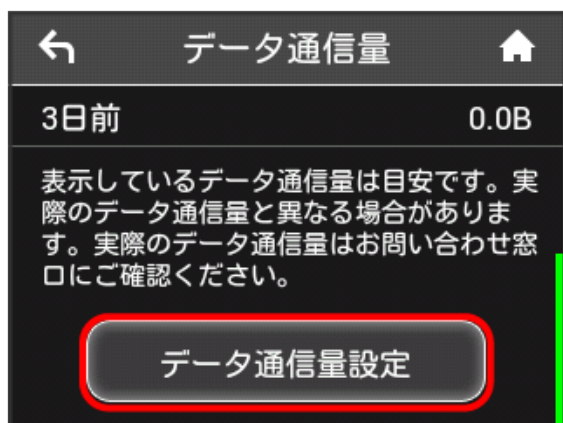 データ通信量
3日前 0.0B
表示しているデータ通信量は目安です。実
際のデータ通信量と異なる場合がありま
す。実際のデータ通信量はお問い合わせ窓
口にご確認ください。
データ通信量設定